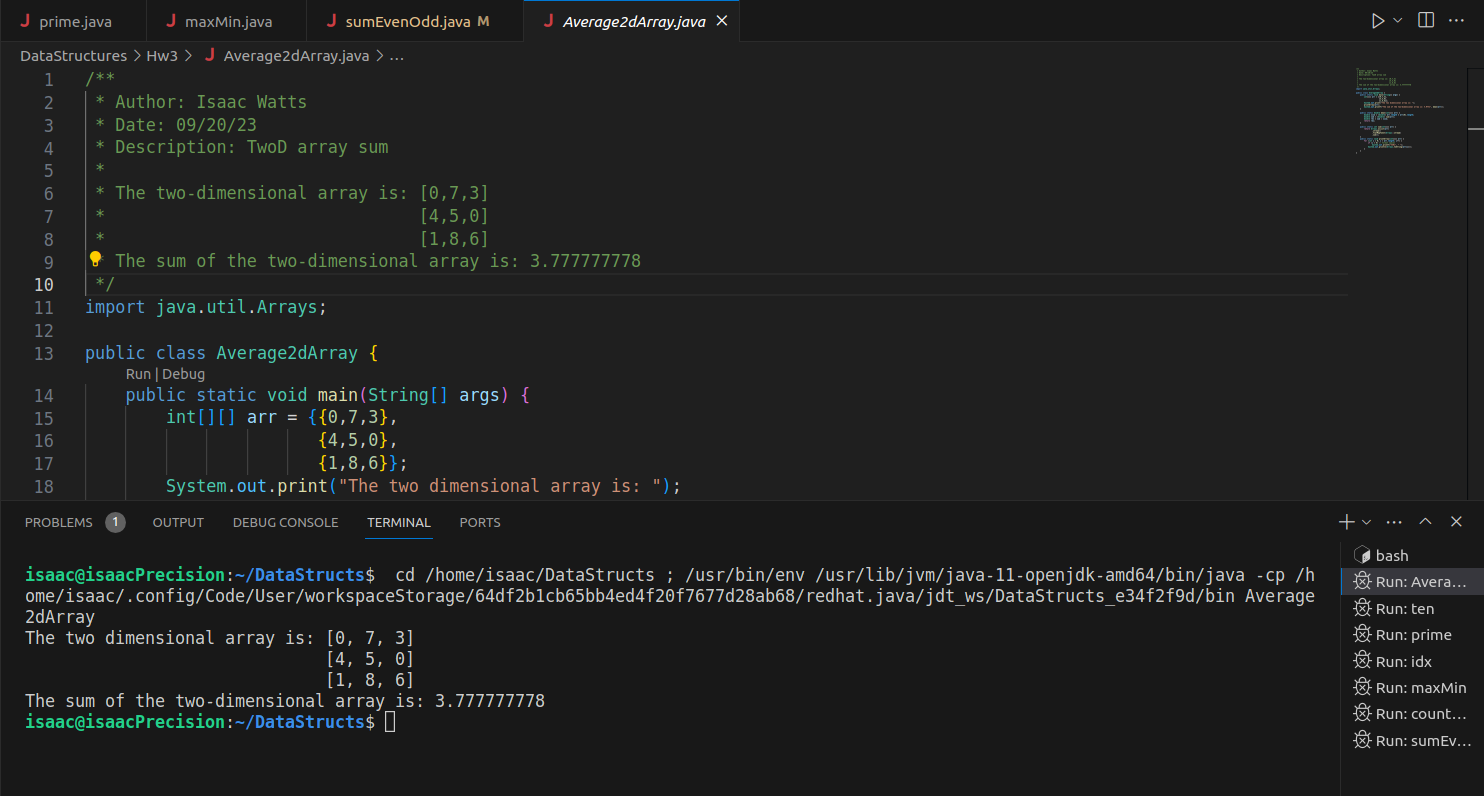 prime.java
maxMin.java
sumEvenOdd.java M
Average2dArray.java
DataStructures > Hw3 > Average2dArray.java > ...
1 /**
2 * Author: Isaac Watts
3 * Date: 09/20/23
4 * Description: TwoD array sum
5 *
6 * The two-dimensional array is: [0,7,3]
7 * [4,5,0]
8 * [1,8,6]
9 The sum of the two-dimensional array is: 3.777777778
10 */
11 import java.util.Arrays;
12
13 public class Average2dArray {
Run | Debug
14 public static void main(String[] args) {
15 int[][] arr = {{0,7,3},
16 {4,5,0},
17 {1,8,6}};
18 System.out.print("The two dimensional array is: ");
PROBLEMS 1 OUTPUT DEBUG CONSOLE TERMINAL PORTS
isaac@isaacPrecision:~/DataStructs$ cd /home/isaac/DataStructs ; /usr/bin/env /usr/lib/jvm/java-11-openjdk-amd64/bin/java -cp /h
ome/isaac/.config/Code/User/workspaceStorage/64df2b1cb65bb4ed4f20f7677d28ab68/redhat.java/jdt_ws/DataStructs_e34f2f9d/bin Average
2dArray
The two dimensional array is: [0, 7, 3]
[4, 5, 0]
[1, 8, 6]
The sum of the two-dimensional array is: 3.777777778
isaac@isaacPrecision:~/DataStructs$
bash
Run: Avera...
Run: ten
Run: prime
Run: idx
Run: maxMin
Run: count...
Run: sumEv...